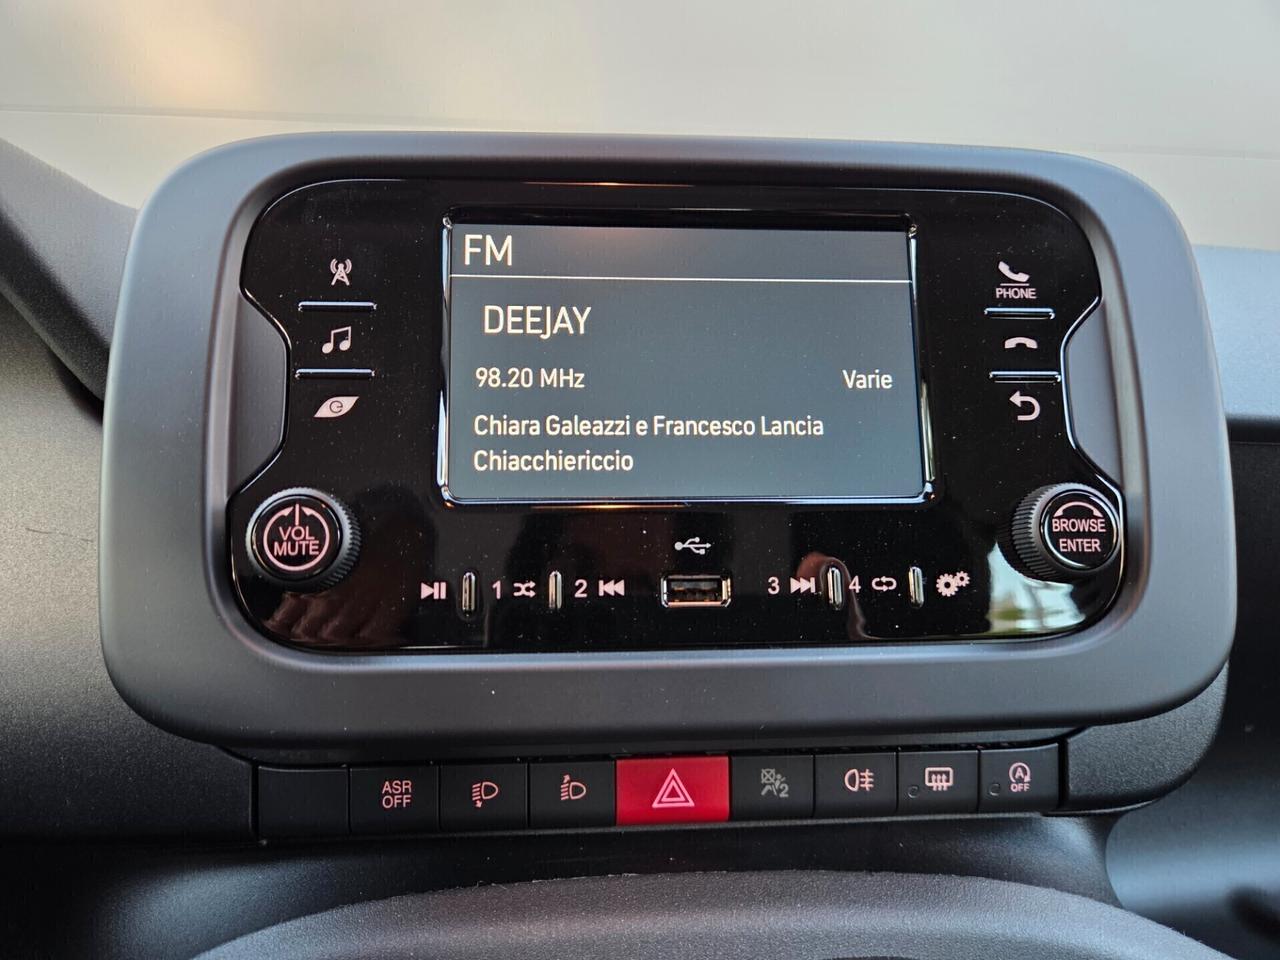 FM
DEEJAY
98.20 MHz Varie
Chiara Galeazzi e Francesco Lancia
Chiacchiericcio
PHONE
VOL
MUTE
BROWSE
ENTER
1 2 3 4
ASR
OFF
2
A
OFF